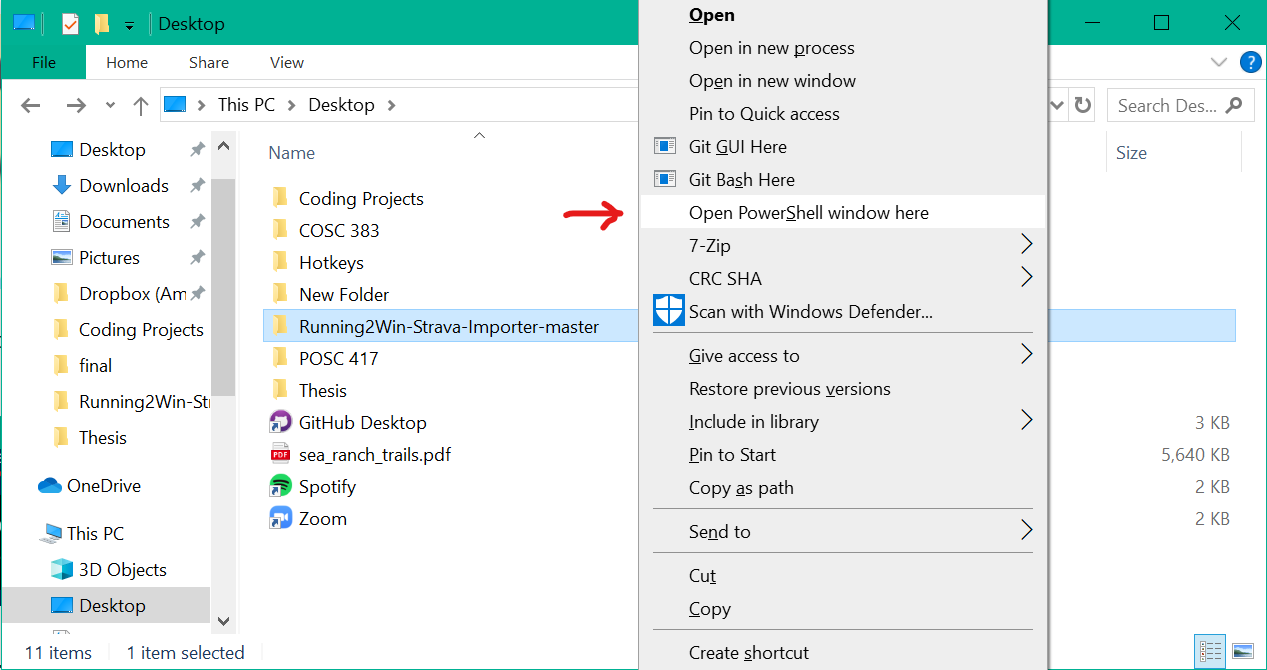 Desktop
File Home Share View
This PC Desktop
Search Des...
Desktop
Downloads
Documents
Pictures
Dropbox (Am
Coding Projects
final
Running2Win-Str
Thesis
OneDrive
This PC
3D Objects
Desktop
Name
Size
Coding Projects
COSC 383
Hotkeys
New Folder
Running2Win-Strava-Importer-master
POSC 417
Thesis
GitHub Desktop
3 KB
PDF
sea_ranch_trails.pdf
5,640 KB
Spotify
2 KB
Zoom
2 KB
Open
Open in new process
Open in new window
Pin to Quick access
Git GUI Here
Git Bash Here
Open PowerShell window here
7-Zip
CRC SHA
Scan with Windows Defender...
Give access to
Restore previous versions
Include in library
Pin to Start
Copy as path
Send to
Cut
Copy
Create shortcut
11 items 1 item selected